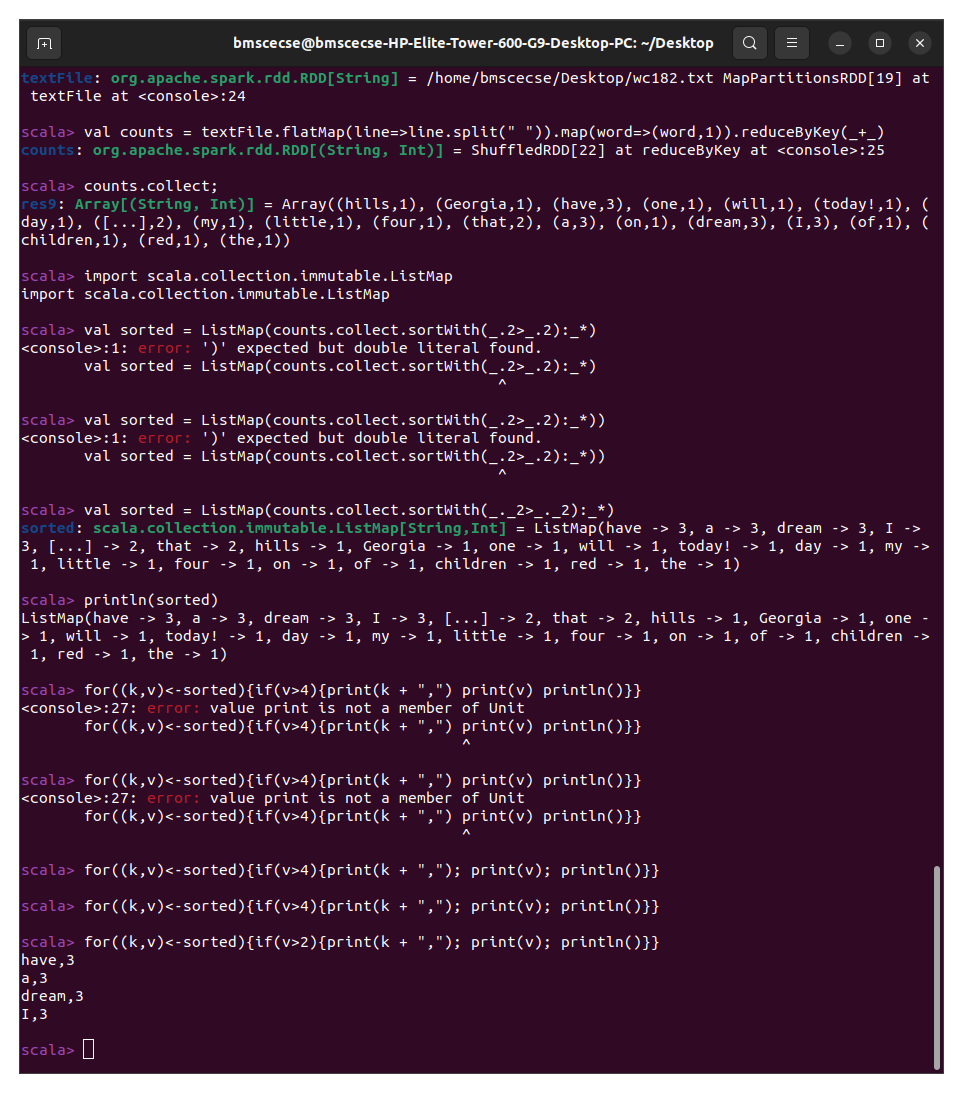 bmscecse@bmscecse-HP-Elite-Tower-600-G9-Desktop-PC: ~/Desktop
textFile: org.apache.spark.rdd.RDD[String] = /home/bmscecse/Desktop/wc182.txt MapPartitionsRDD[19] at
 textFile at <console>:24
scala> val counts = textFile.flatMap(line=>line.split(" ")).map(word=>(word,1)).reduceByKey(_+_)
counts: org.apache.spark.rdd.RDD[(String, Int)] = ShuffledRDD[22] at reduceByKey at <console>:25
scala> counts.collect;
res9: Array[(String, Int)] = Array((hills,1), (Georgia,1), (have,3), (one,1), (will,1), (today!,1), (
day,1), ([...],2), (my,1), (little,1), (four,1), (that,2), (a,3), (on,1), (dream,3), (I,3), (of,1), (
children,1), (red,1), (the,1))
scala> import scala.collection.immutable.ListMap
import scala.collection.immutable.ListMap
scala> val sorted = ListMap(counts.collect.sortWith(_.2>_.2):_*)
<console>:1: error: ')' expected but double literal found.
       val sorted = ListMap(counts.collect.sortWith(_.2>_.2):_*)
                                                     ^
scala> val sorted = ListMap(counts.collect.sortWith(_.2>_.2):_*))
<console>:1: error: ')' expected but double literal found.
       val sorted = ListMap(counts.collect.sortWith(_.2>_.2):_*))
                                                     ^
scala> val sorted = ListMap(counts.collect.sortWith(_._2>_._2):_*)
sorted: scala.collection.immutable.ListMap[String,Int] = ListMap(have -> 3, a -> 3, dream -> 3, I ->
3, [...] -> 2, that -> 2, hills -> 1, Georgia -> 1, one -> 1, will -> 1, today! -> 1, day -> 1, my ->
 1, little -> 1, four -> 1, on -> 1, of -> 1, children -> 1, red -> 1, the -> 1)
scala> println(sorted)
ListMap(have -> 3, a -> 3, dream -> 3, I -> 3, [...] -> 2, that -> 2, hills -> 1, Georgia -> 1, one -
> 1, will -> 1, today! -> 1, day -> 1, my -> 1, little -> 1, four -> 1, on -> 1, of -> 1, children ->
 1, red -> 1, the -> 1)
scala> for((k,v)<-sorted){if(v>4){print(k + ",") print(v) println()}}
<console>:27: error: value print is not a member of Unit
       for((k,v)<-sorted){if(v>4){print(k + ",") print(v) println()}}
                                                 ^
scala> for((k,v)<-sorted){if(v>4){print(k + ",") print(v) println()}}
<console>:27: error: value print is not a member of Unit
       for((k,v)<-sorted){if(v>4){print(k + ",") print(v) println()}}
                                                 ^
scala> for((k,v)<-sorted){if(v>4){print(k + ","); print(v); println()}}
scala> for((k,v)<-sorted){if(v>4){print(k + ","); print(v); println()}}
scala> for((k,v)<-sorted){if(v>2){print(k + ","); print(v); println()}}
have,3
a,3
dream,3
I,3
scala>